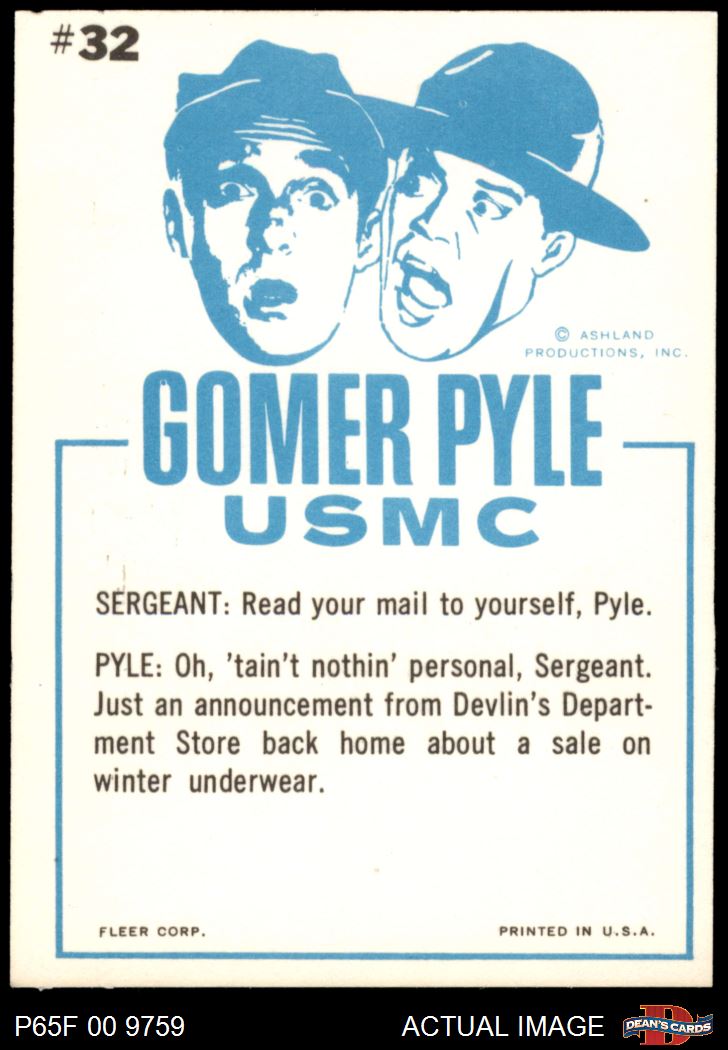 #32
© ASHLAND
PRODUCTIONS, INC.
GOMER PYLE
USMC
SERGEANT: Read your mail to yourself, Pyle.
PYLE: Oh, 'tain't nothin' personal, Sergeant.
Just an announcement from Devlin's Depart-
ment Store back home about a sale on
winter underwear.
FLEER CORP. PRINTED IN U.S.A.
P65F 00 9759 ACTUAL IMAGE D DEAN'S CARDS